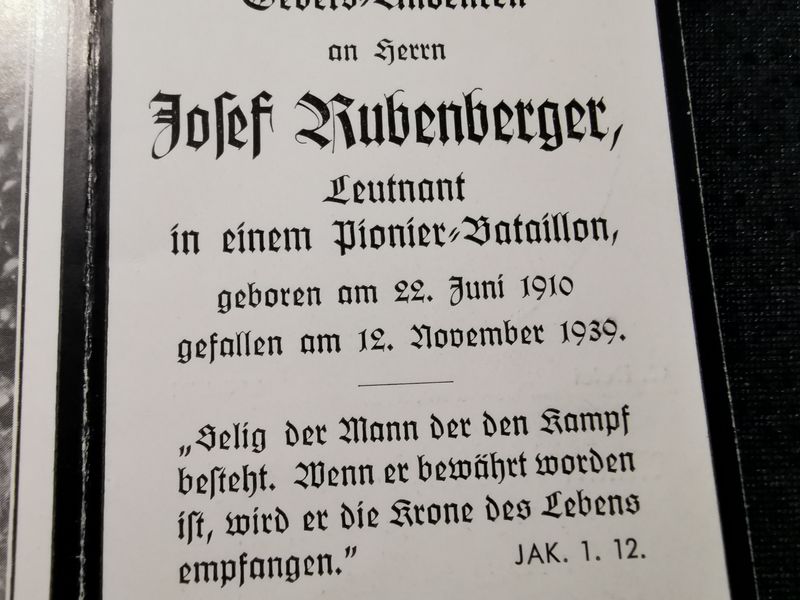 Gebets-Andenken
an Herrn
Josef Rubenberger,
Leutnant
in einem Pionier-Bataillon,
geboren am 22. Juni 1910
gefallen am 12. November 1939.
„Selig der Mann der den Kampf
besteht. Wenn er bewährt worden
ist, wird er die Krone des Lebens
empfangen.”
JAK. 1. 12.